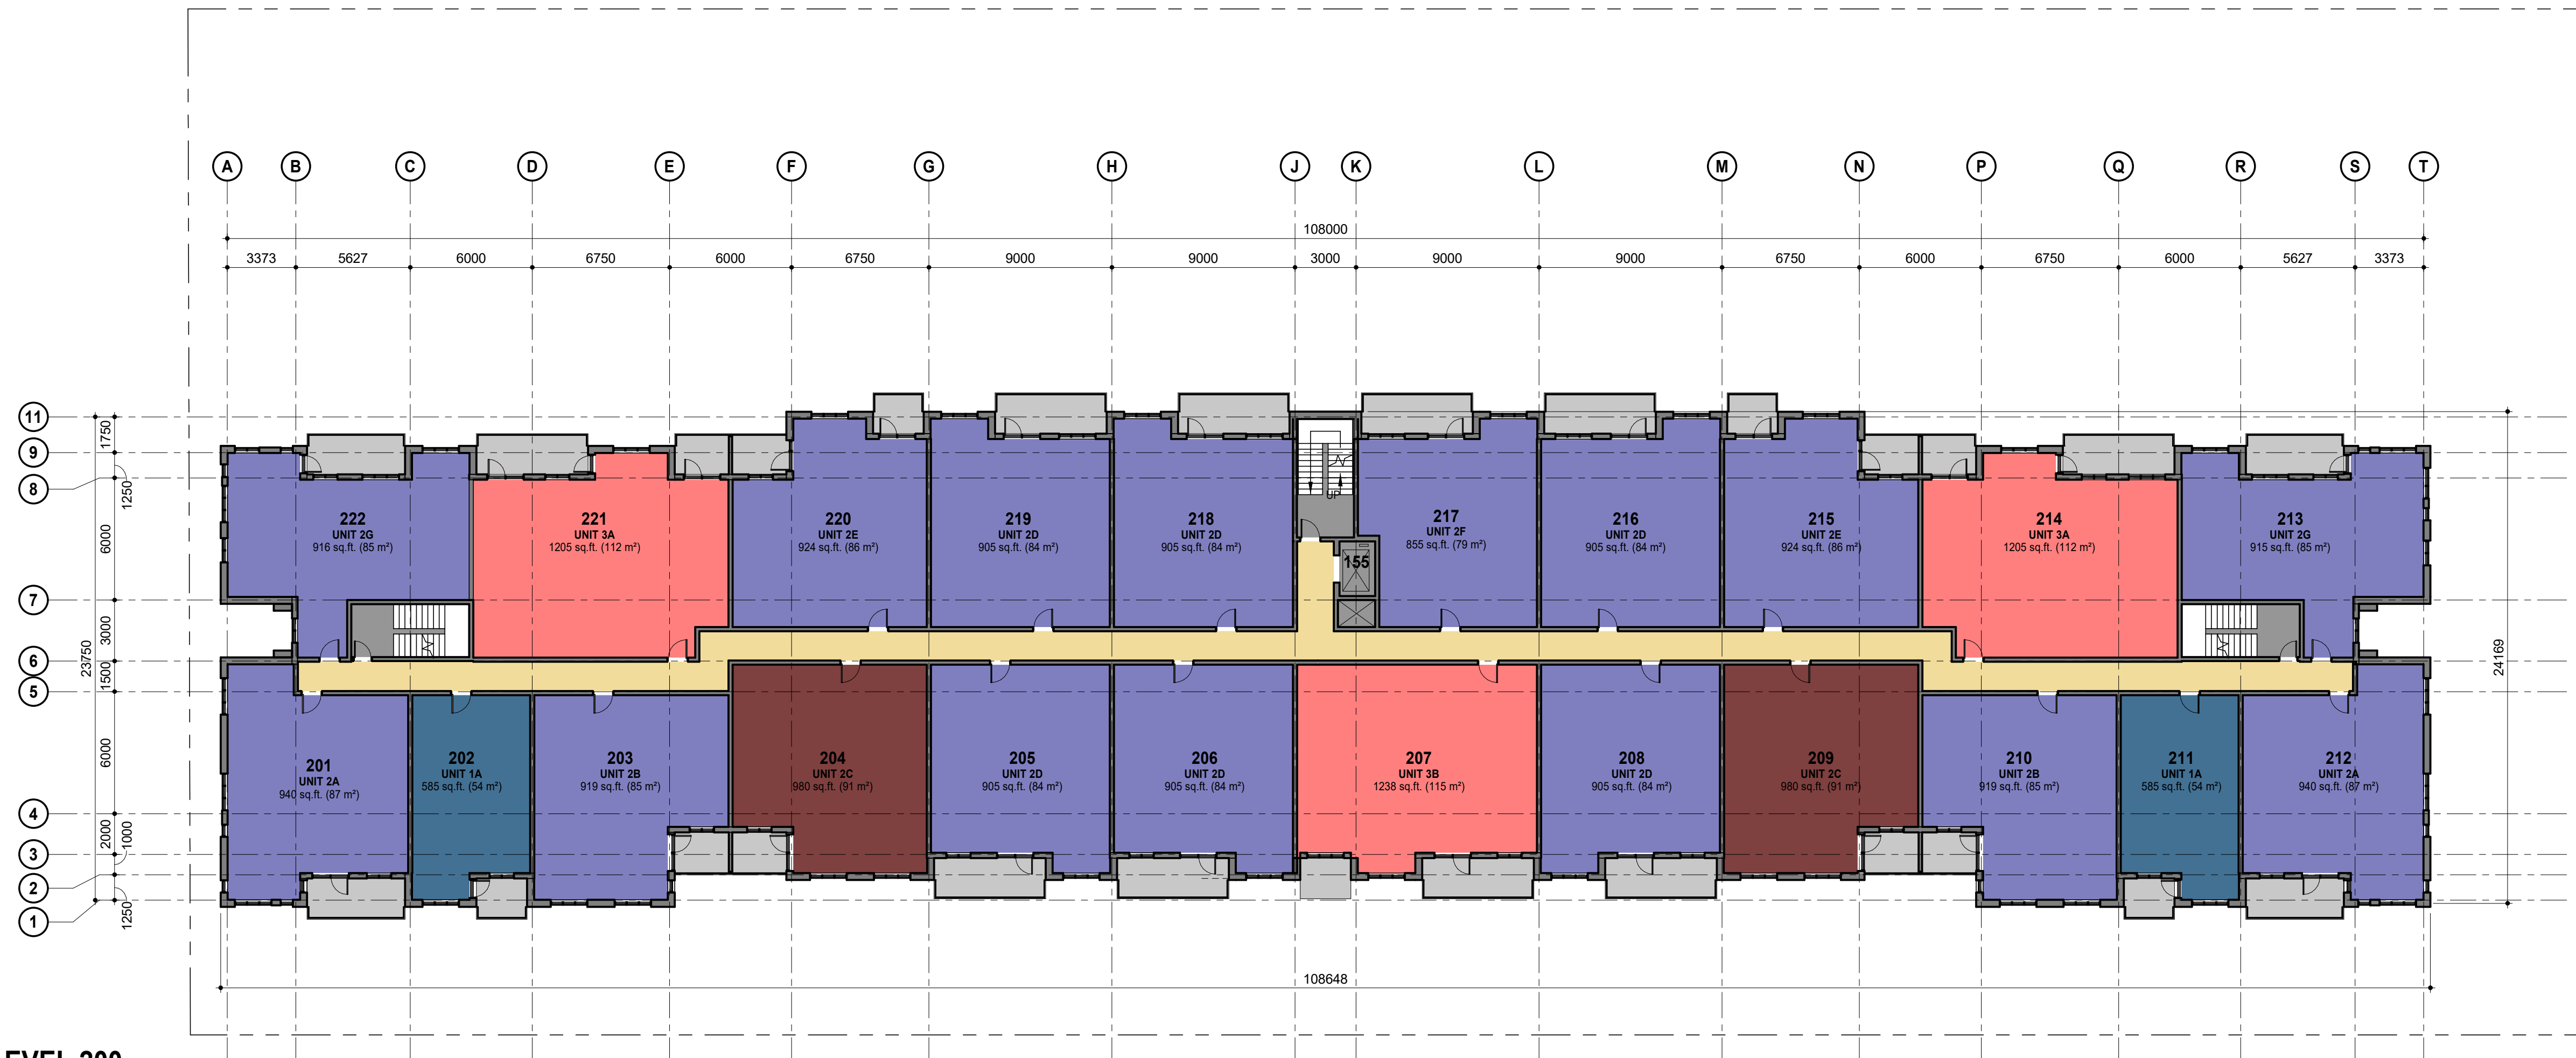 A B C D E F G H J K L M N P Q R S T
108000
3373 5627 6000 6750 6000 6750 9000 9000 3000 9000 9000 6750 6000 6750 6000 5627 3373
11
9
8
7
6
5
4
3
2
1
1750
1250
6000
3000
1500
6000
2000
1000
1250
23750
24169
222
UNIT 2G
916 sq.ft. (85 m²)
221
UNIT 3A
1205 sq.ft. (112 m²)
220
UNIT 2E
924 sq.ft. (86 m²)
219
UNIT 2D
905 sq.ft. (84 m²)
218
UNIT 2D
905 sq.ft. (84 m²)
UP
155
217
UNIT 2F
855 sq.ft. (79 m²)
216
UNIT 2D
905 sq.ft. (84 m²)
215
UNIT 2E
924 sq.ft. (86 m²)
214
UNIT 3A
1205 sq.ft. (112 m²)
213
UNIT 2G
915 sq.ft. (85 m²)
201
UNIT 2A
940 sq.ft. (87 m²)
202
UNIT 1A
585 sq.ft. (54 m²)
203
UNIT 2B
919 sq.ft. (85 m²)
204
UNIT 2C
980 sq.ft. (91 m²)
205
UNIT 2D
905 sq.ft. (84 m²)
206
UNIT 2D
905 sq.ft. (84 m²)
207
UNIT 3B
1238 sq.ft. (115 m²)
208
UNIT 2D
905 sq.ft. (84 m²)
209
UNIT 2C
980 sq.ft. (91 m²)
210
UNIT 2B
919 sq.ft. (85 m²)
211
UNIT 1A
585 sq.ft. (54 m²)
212
UNIT 2A
940 sq.ft. (87 m²)
108648